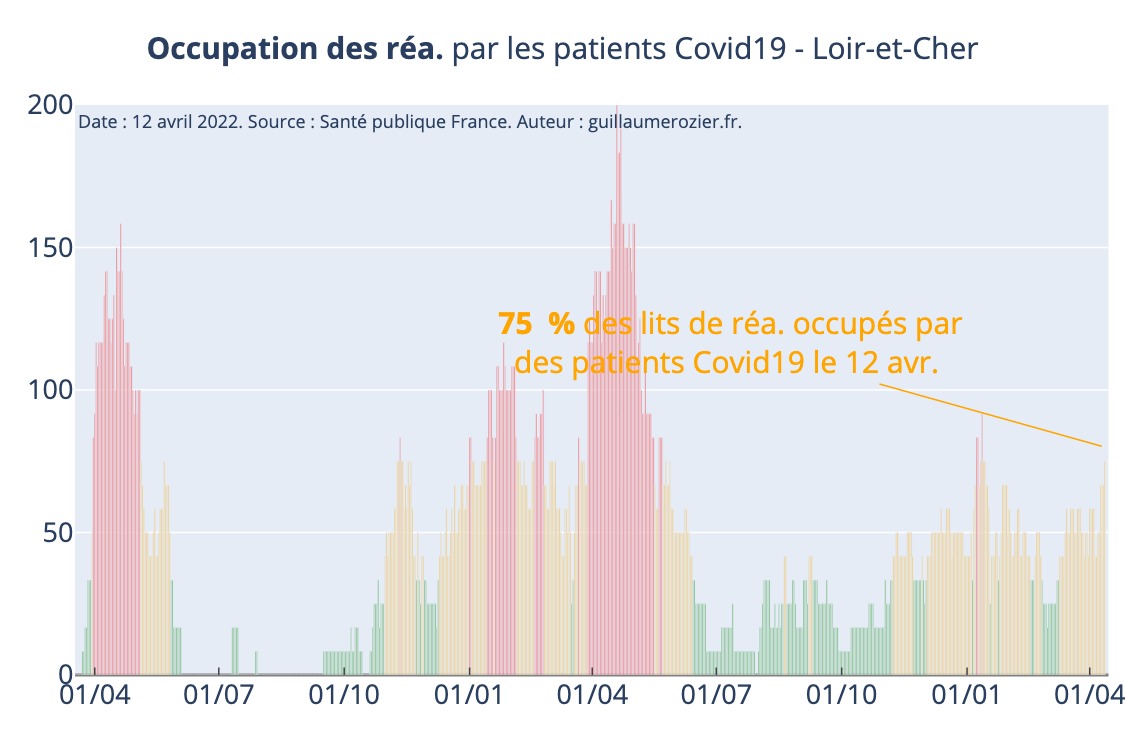 Occupation des réa. par les patients Covid19 - Loir-et-Cher
200
Date : 12 avril 2022. Source : Santé publique France. Auteur : guillaumerozier.fr.
150
75 % des lits de réa. occupés par
des patients Covid19 le 12 avr.
100
50
0
01/04 01/07 01/10 01/01 01/04 01/07 01/10 01/01 01/04